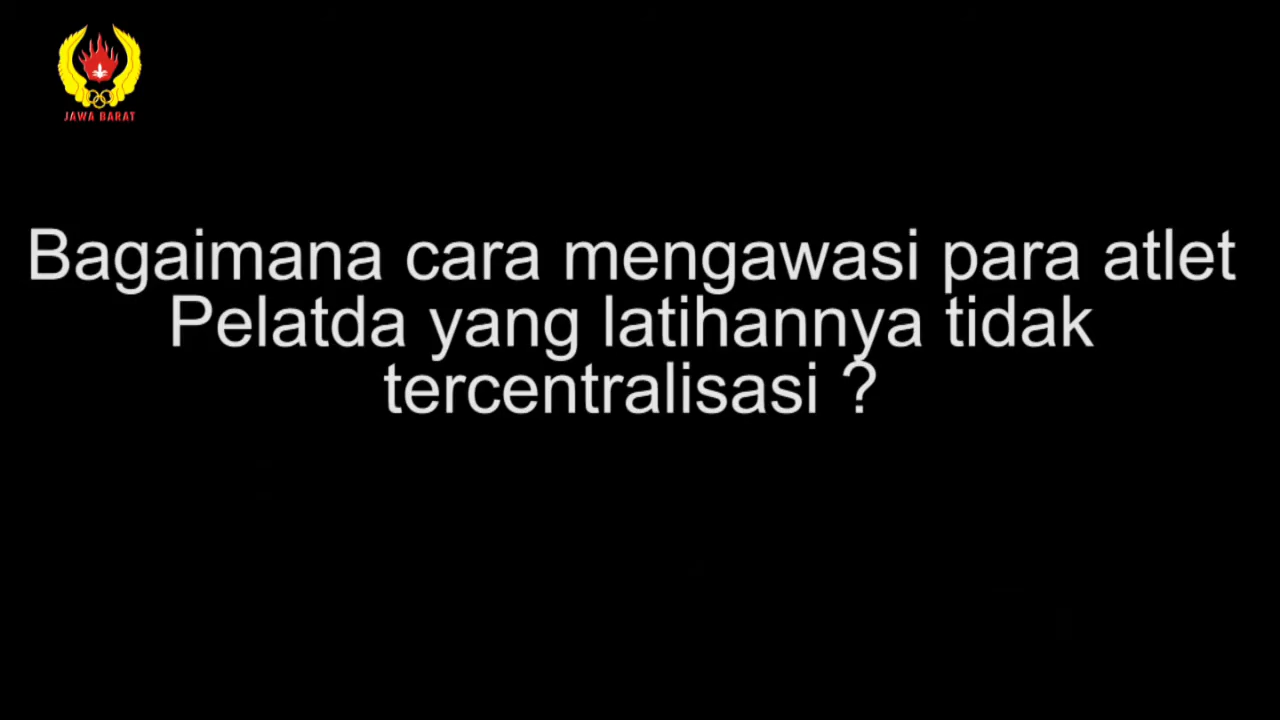 JAWA BARAT
Bagaimana cara mengawasi para atlet
Pelatda yang latihannya tidak
tercentralisasi ?